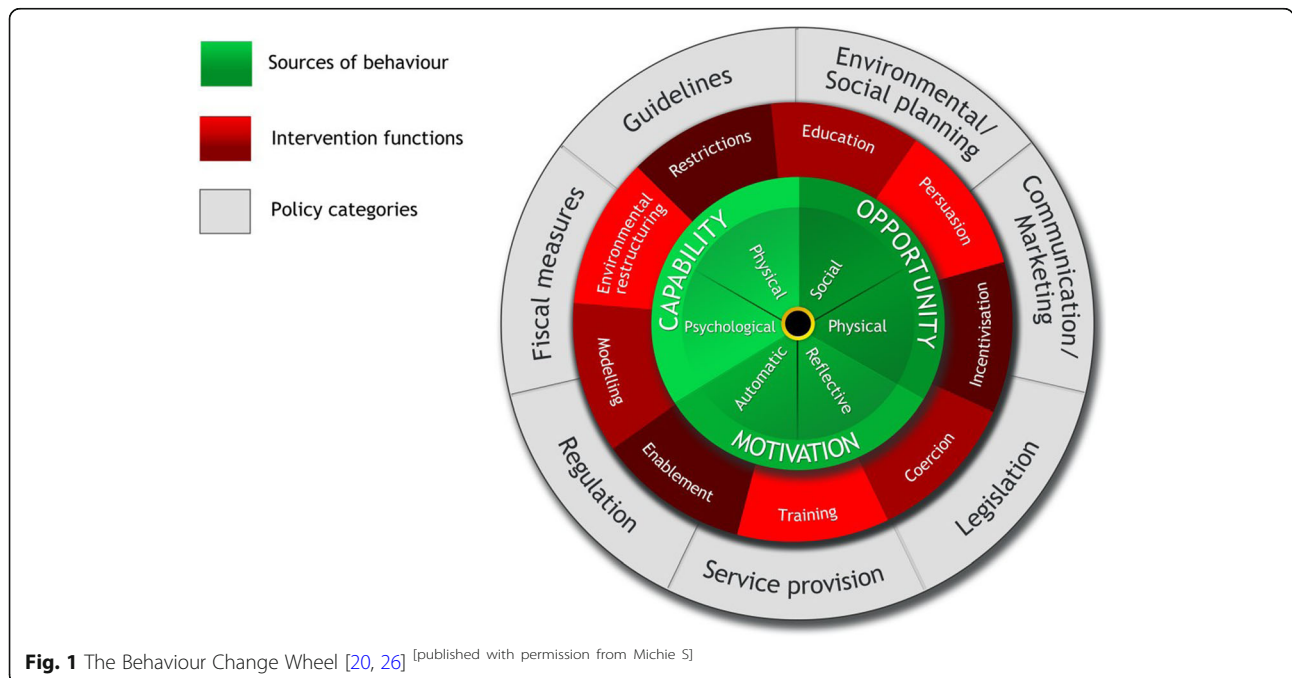 Sources of behaviour
Intervention functions
Policy categories
Guidelines
Environmental/
Social planning
Communication/
Marketing
Legislation
Service provision
Regulation
Fiscal measures
Restrictions
Education
Persuasion
Incentivisation
Coercion
Training
Enablement
Modelling
Environmental
restructuring
CAPABILITY
OPPORTUNITY
MOTIVATION
Physical
Social
Psychological
Physical
Automatic
Reflective
Fig. 1 The Behaviour Change Wheel [20, 26] [published with permission from Michie S]